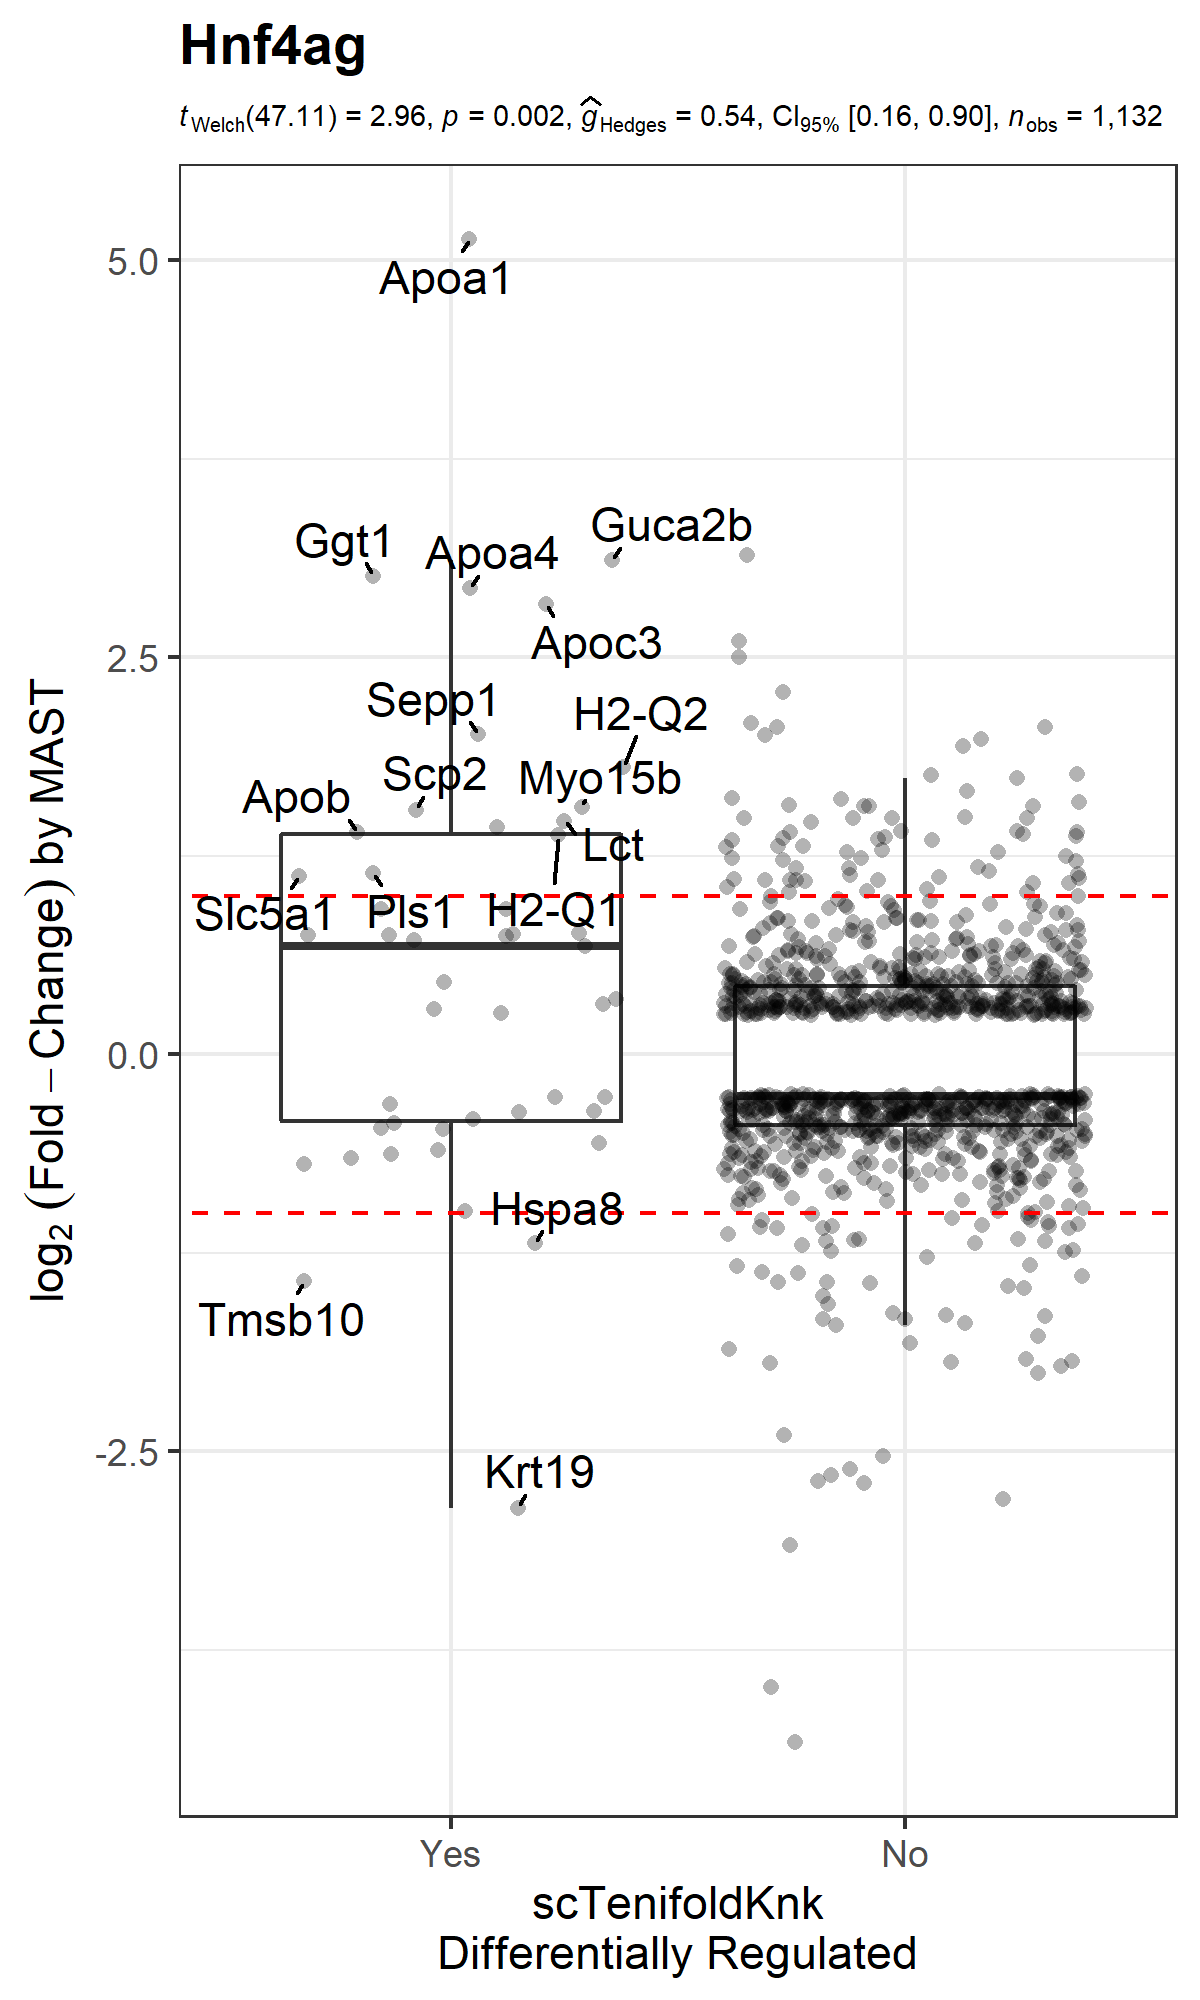 Hnf4ag
t Welch(47.11) = 2.96, p = 0.002, ĝ Hedges = 0.54, CI95% [0.16, 0.90], nobs = 1,132
5.0
Apoa1
Guca2b
Ggt1
Apoa4
Apoc3
2.5
Sepp1
H2-Q2
Scp2
Myo15b
Apob
Lct
Slc5a1
Pls1
H2-Q1
log2 (Fold − Change) by MAST
0.0
Hspa8
Tmsb10
-2.5
Krt19
Yes
No
scTenifoldKnk
Differentially Regulated